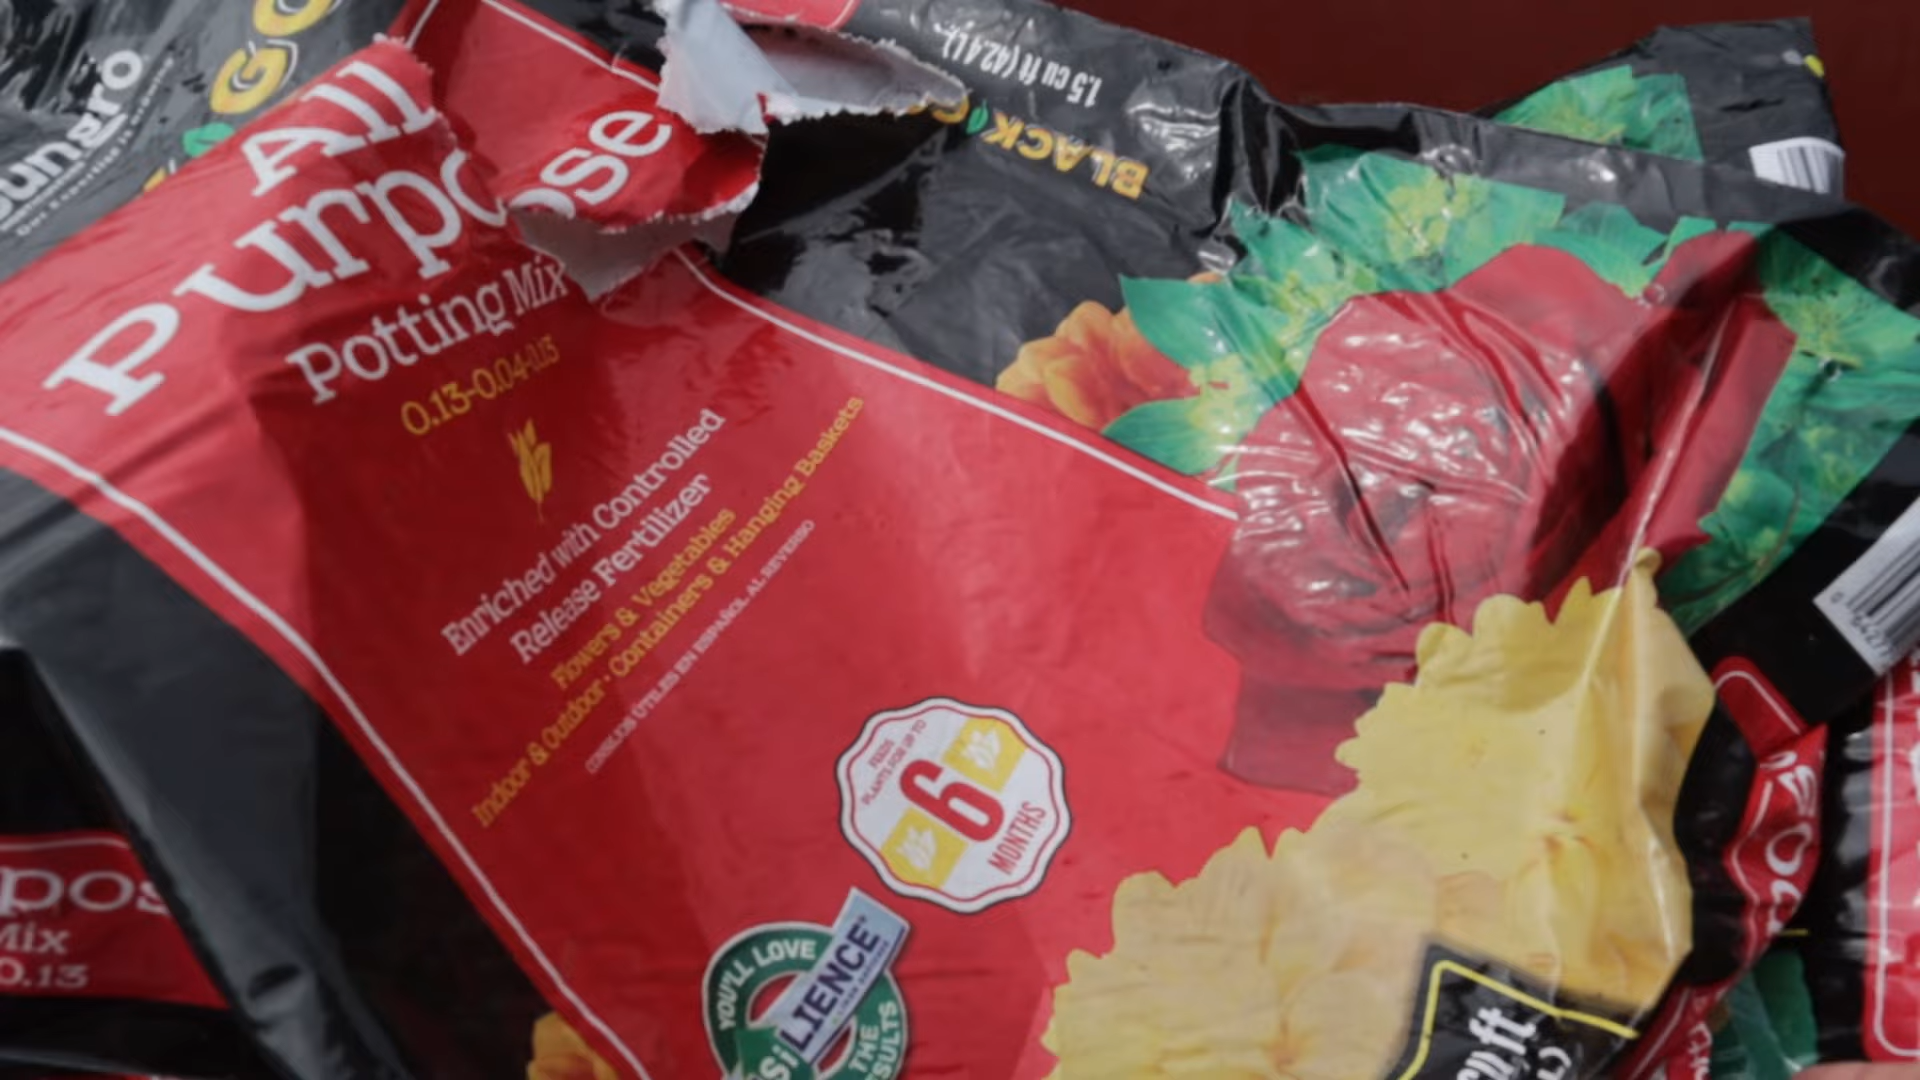 sungro
All
Purpose
Potting Mix
0.13-0.04-0.13
Enriched with Controlled
Release Fertilizer
Flowers & Vegetables
Indoor & Outdoor · Containers & Hanging Baskets
CONSEJOS ÚTILES EN ESPAÑOL AL REVERSO
1.5 cu ft (42.4 L)
BLACK
FEEDS
PLANTS FOR UP TO
6
MONTHS
YOU'LL LOVE
LIENCE
THE
pos
Mix
0.13